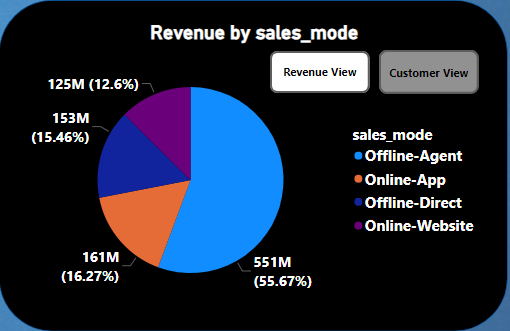 Revenue by sales_mode
Revenue View
Customer View
125M (12.6%)
153M
(15.46%)
161M
(16.27%)
551M
(55.67%)
sales_mode
Offline-Agent
Online-App
Offline-Direct
Online-Website